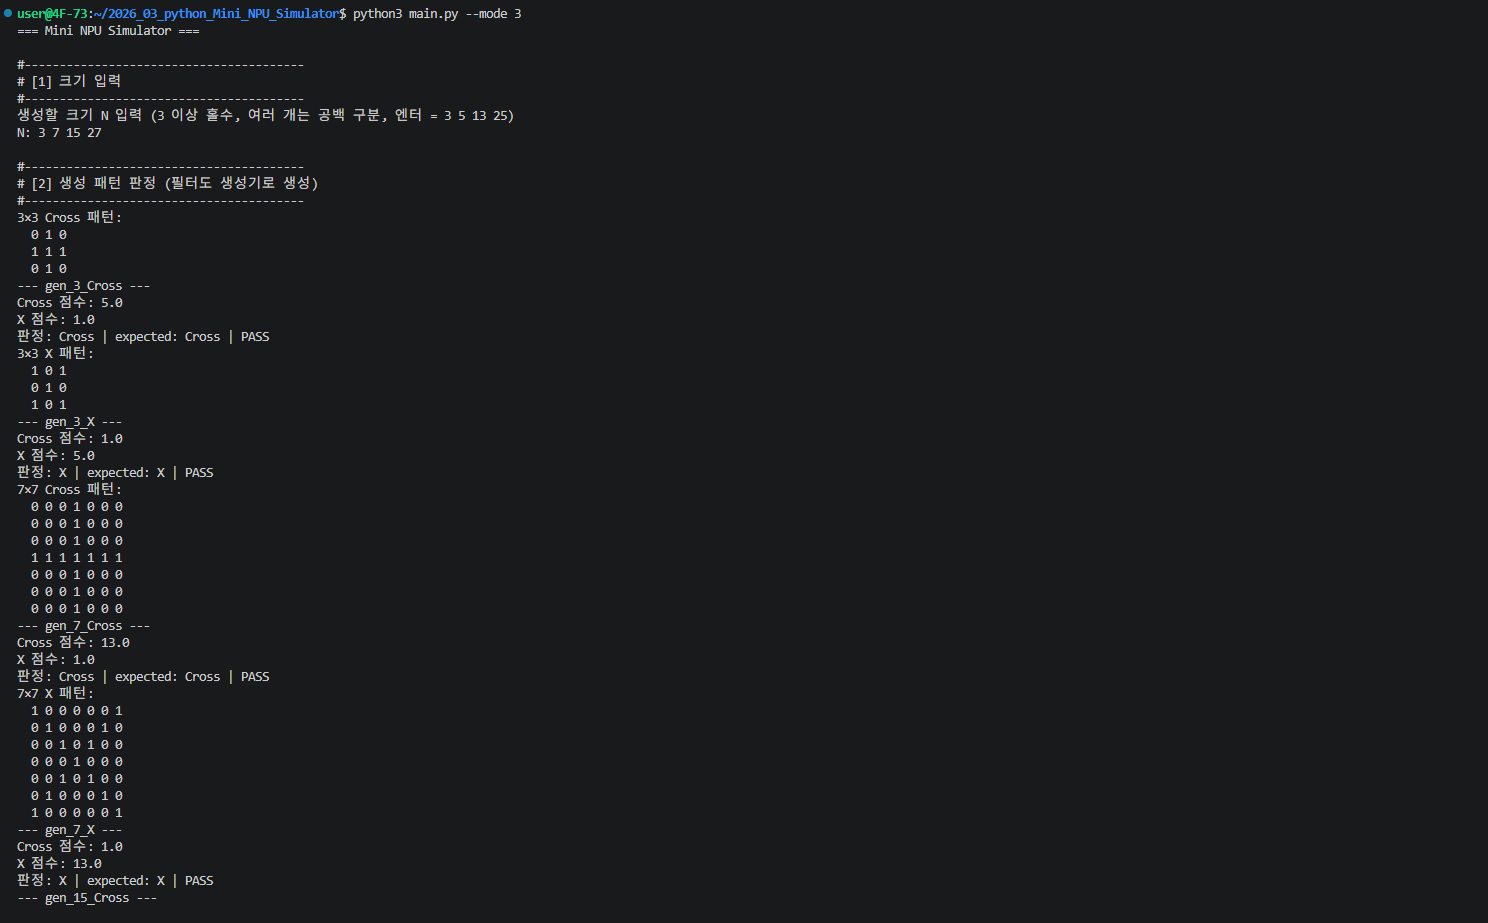 user@4F-73:~/2026_03_python_Mini_NPU_Simulator$ python3 main.py --mode 3
=== Mini NPU Simulator ===
#----------------------------------------
# [1] 크기 입력
#----------------------------------------
생성할 크기 N 입력 (3 이상 홀수, 여러 개는 공백 구분, 엔터 = 3 5 13 25)
N: 3 7 15 27
#----------------------------------------
# [2] 생성 패턴 판정 (필터도 생성기로 생성)
#----------------------------------------
3×3 Cross 패턴:
0 1 0
1 1 1
0 1 0
--- gen_3_Cross ---
Cross 점수: 5.0
X 점수: 1.0
판정: Cross | expected: Cross | PASS
3×3 X 패턴:
1 0 1
0 1 0
1 0 1
--- gen_3_X ---
Cross 점수: 1.0
X 점수: 5.0
판정: X | expected: X | PASS
7×7 Cross 패턴:
0 0 0 1 0 0 0
0 0 0 1 0 0 0
0 0 0 1 0 0 0
1 1 1 1 1 1 1
0 0 0 1 0 0 0
0 0 0 1 0 0 0
0 0 0 1 0 0 0
--- gen_7_Cross ---
Cross 점수: 13.0
X 점수: 1.0
판정: Cross | expected: Cross | PASS
7×7 X 패턴:
1 0 0 0 0 0 1
0 1 0 0 0 1 0
0 0 1 0 1 0 0
0 0 0 1 0 0 0
0 0 1 0 1 0 0
0 1 0 0 0 1 0
1 0 0 0 0 0 1
--- gen_7_X ---
Cross 점수: 1.0
X 점수: 13.0
판정: X | expected: X | PASS
--- gen_15_Cross ---